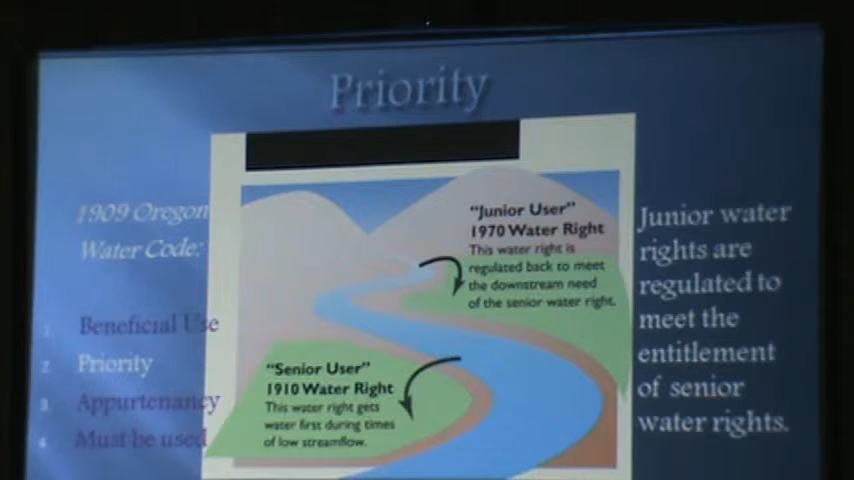 Priority
1909 Oregon
Water Code:
1. Beneficial Use
2. Priority
3. Appurtenancy
4. Must be used
"Junior User"
1970 Water Right
This water right is
regulated back to meet
the downstream need
of the senior water right.
"Senior User"
1910 Water Right
This water right gets
water first during times
of low streamflow.
Junior water
rights are
regulated to
meet the
entitlement
of senior
water rights.